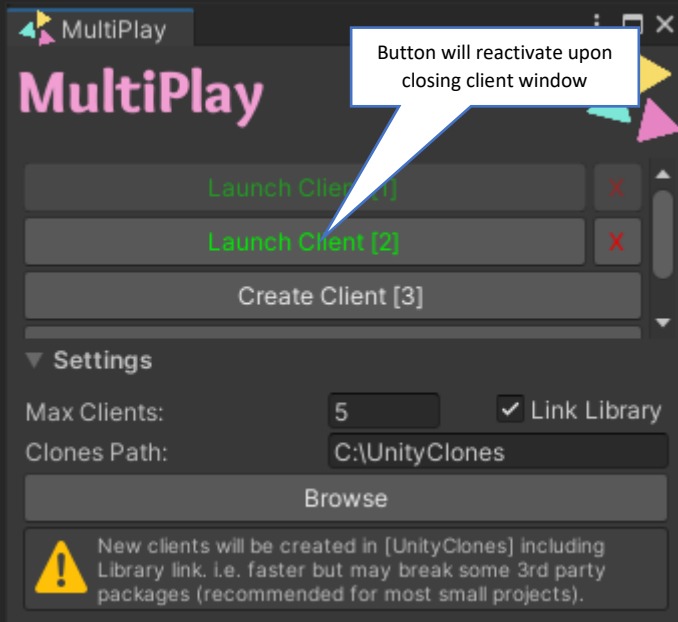 MultiPlay
MultiPlay
Button will reactivate upon
closing client window
Launch Client [1] X
Launch Client [2] X
Create Client [3]
Settings
Max Clients: 5 Link Library
Clones Path: C:\UnityClones
Browse
New clients will be created in [UnityClones] including
Library link. i.e. faster but may break some 3rd party
packages (recommended for most small projects).